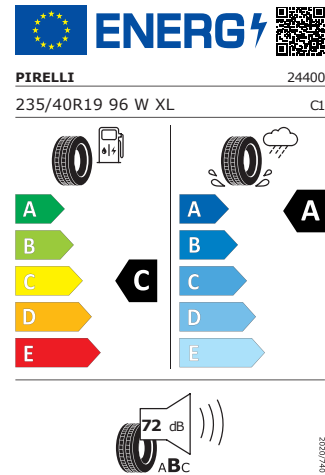 ENERG
PIRELLI 24400
235/40R19 96 W XL C1
A A A
B B
C C C
D D
E E
72 dB
ABC
2020/740